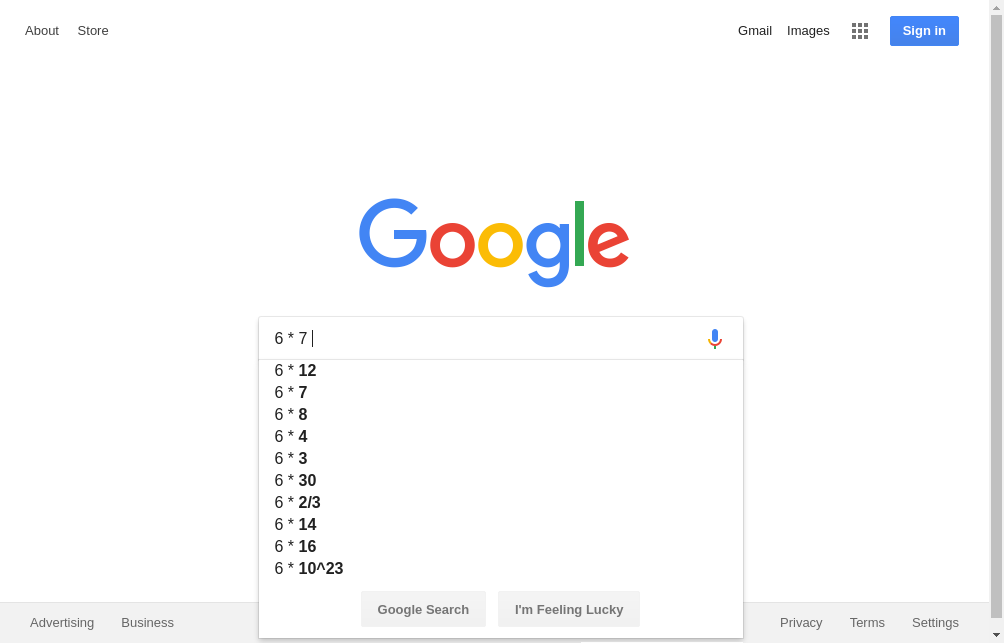 About Store Gmail Images Sign in
Google
6 * 7
6 * 12
6 * 7
6 * 8
6 * 4
6 * 3
6 * 30
6 * 2/3
6 * 14
6 * 16
6 * 10^23
Google Search I'm Feeling Lucky
Advertising Business Privacy Terms Settings